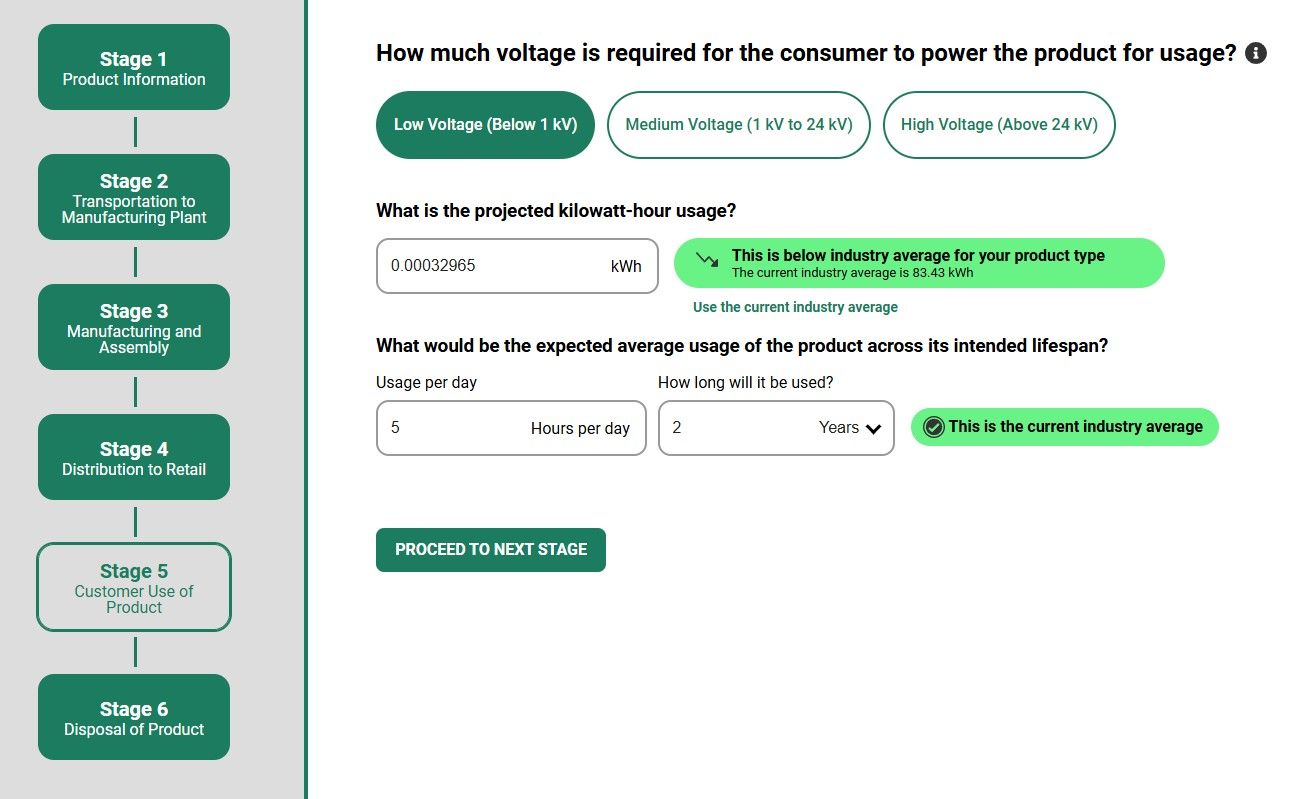 Stage 1
Product Information
Stage 2
Transportation to
Manufacturing Plant
Stage 3
Manufacturing and
Assembly
Stage 4
Distribution to Retail
Stage 5
Customer Use of
Product
Stage 6
Disposal of Product
How much voltage is required for the consumer to power the product for usage?
Low Voltage (Below 1 kV)
Medium Voltage (1 kV to 24 kV)
High Voltage (Above 24 kV)
What is the projected kilowatt-hour usage?
0.00032965 kWh
This is below industry average for your product type
The current industry average is 83.43 kWh
Use the current industry average
What would be the expected average usage of the product across its intended lifespan?
Usage per day
How long will it be used?
5 Hours per day
2 Years
This is the current industry average
PROCEED TO NEXT STAGE